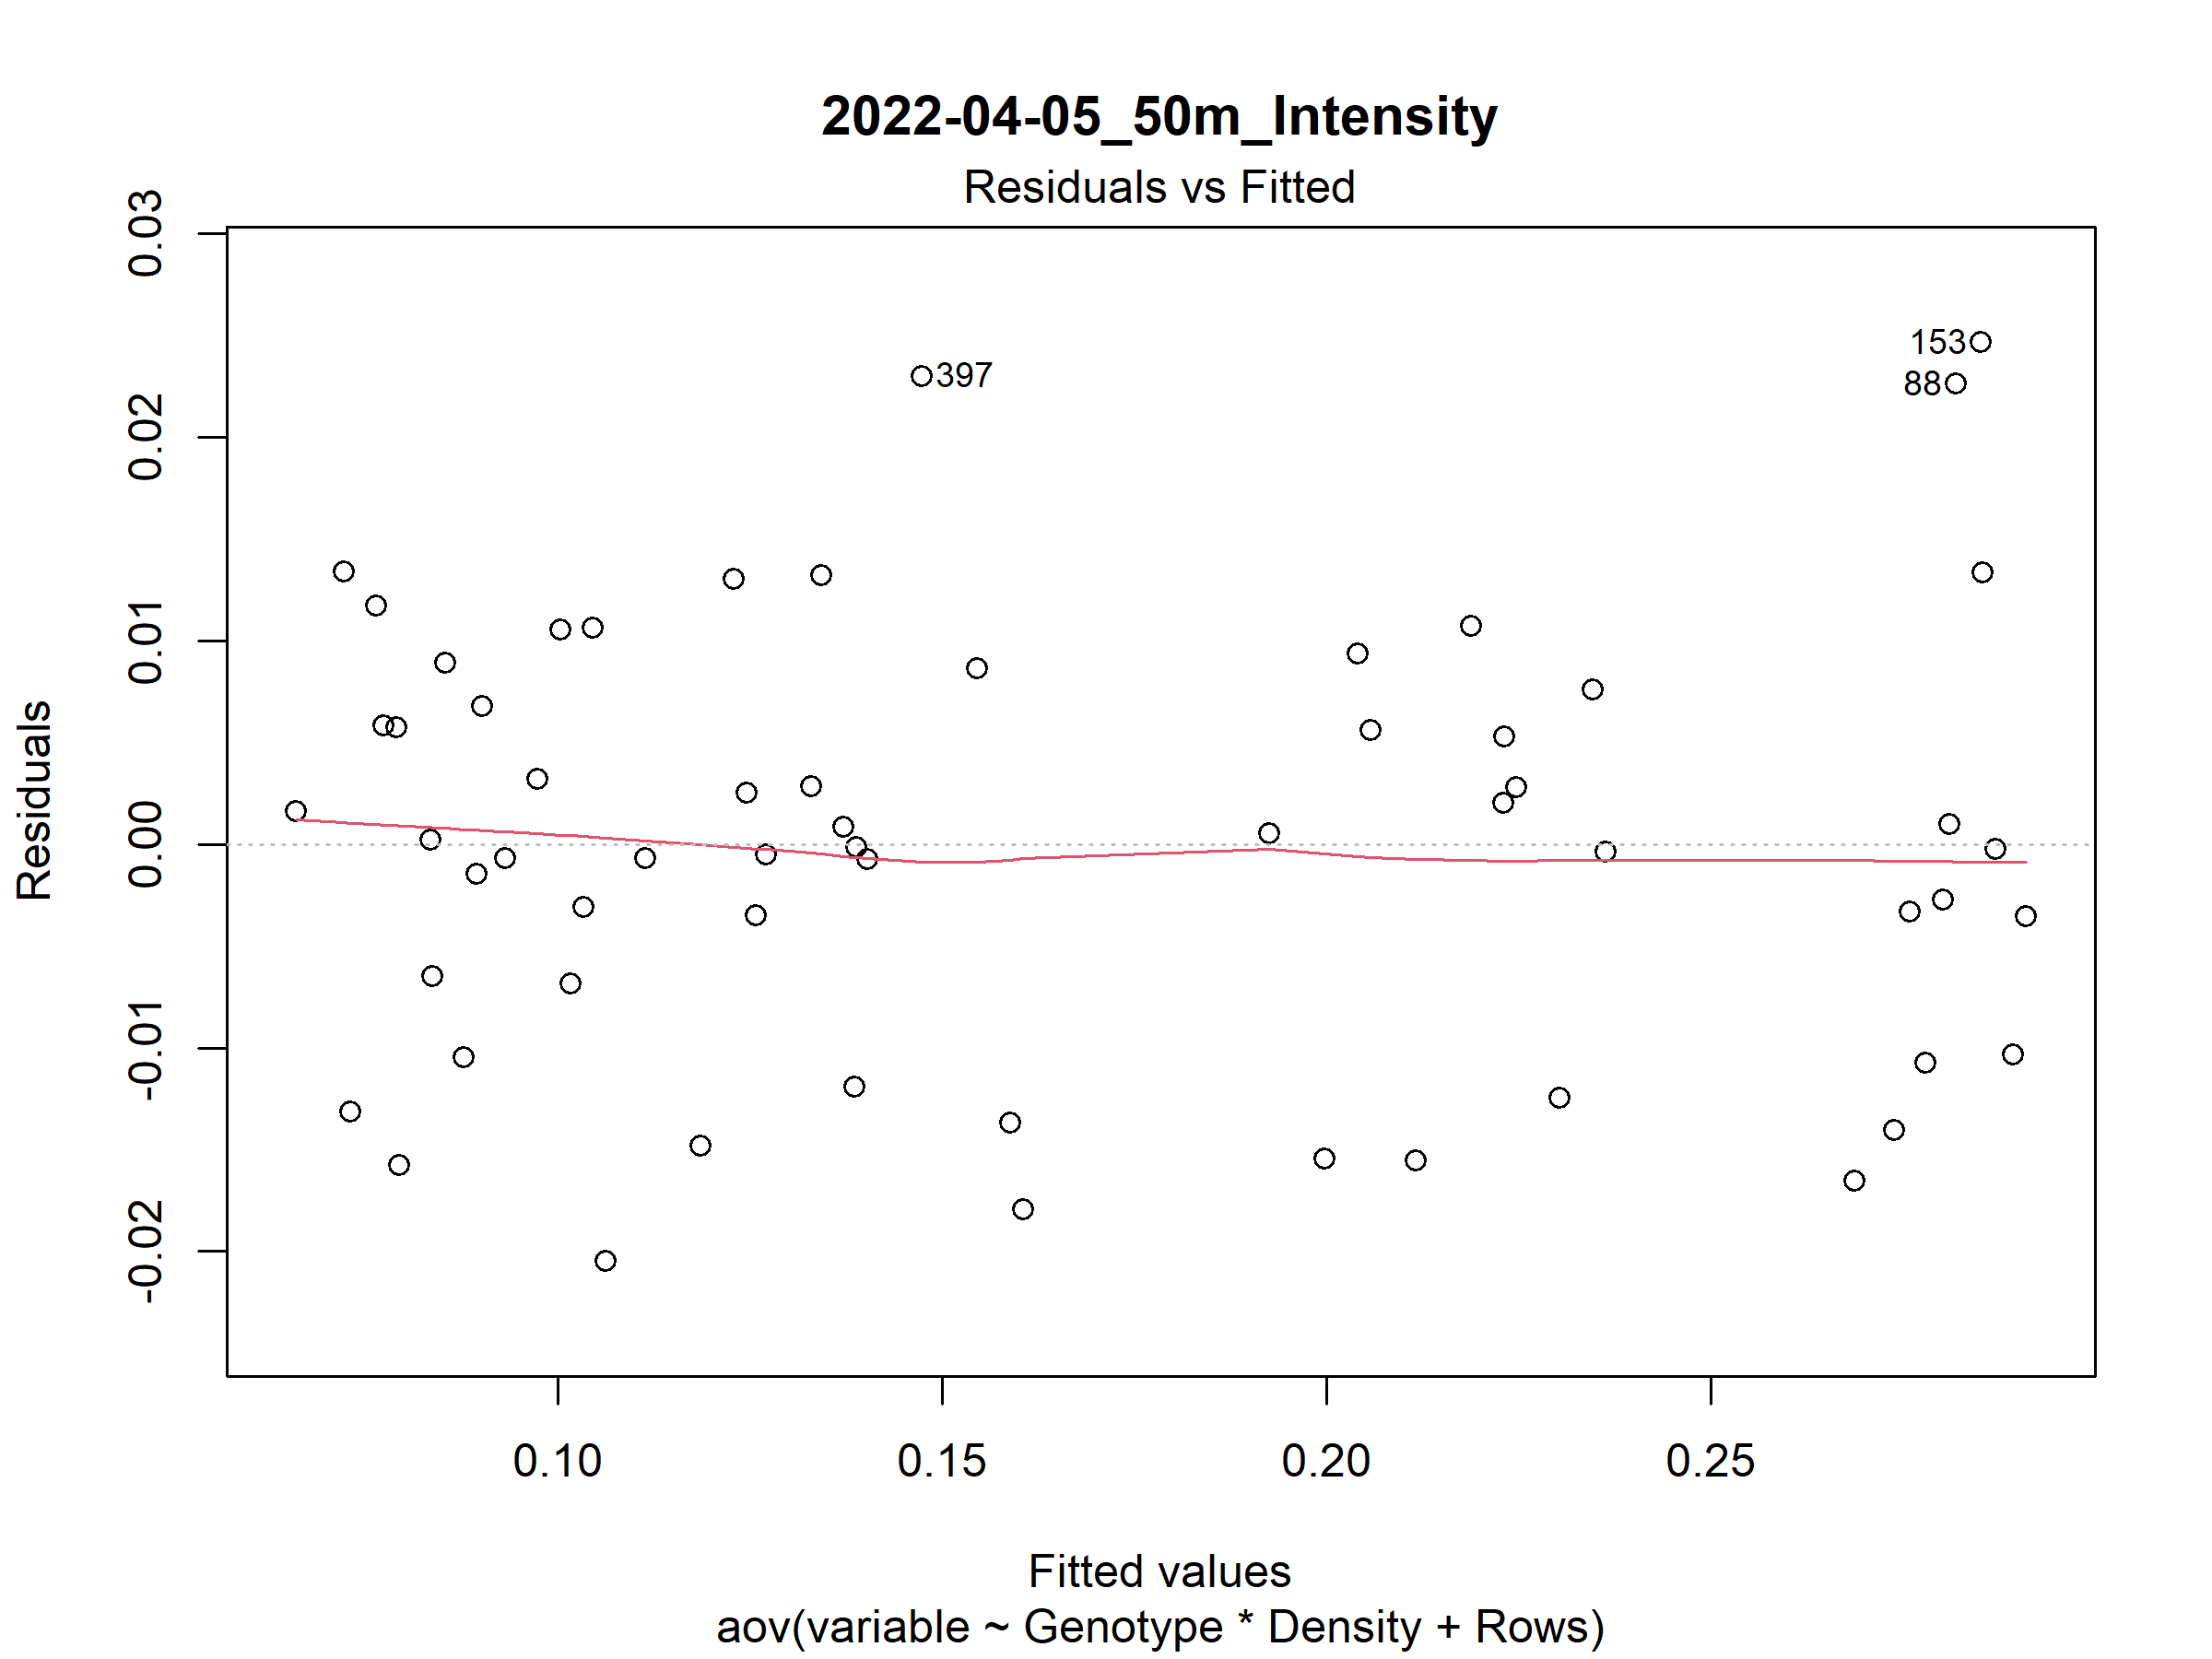 2022-04-05_50m_Intensity
Residuals vs Fitted
0.03
0.02
0.01
0.00
-0.01
-0.02
Residuals
397
153
88
0.10 0.15 0.20 0.25
Fitted values
aov(variable ~ Genotype * Density + Rows)